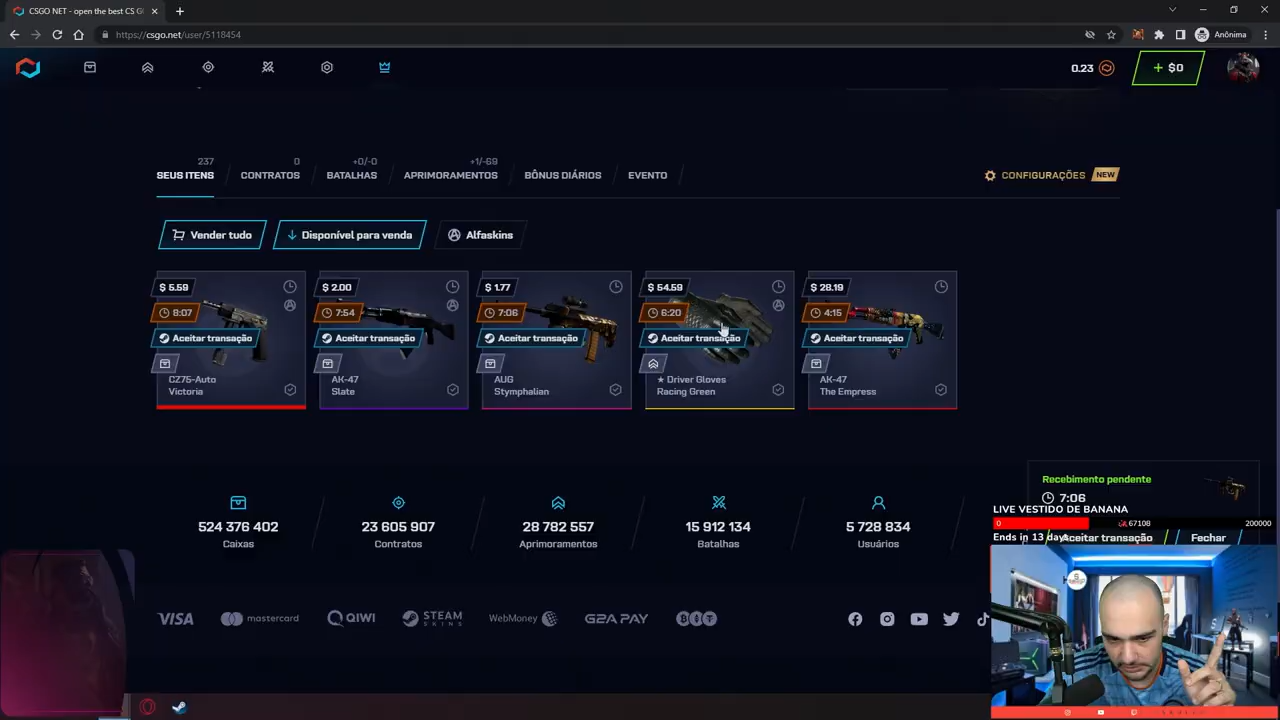 CSGO NET - open the best CS G
https://csgo.net/user/5118454
Anônima
0.23
+ $0
237
SEUS ITENS
0
CONTRATOS
+0/-0
BATALHAS
+1/-69
APRIMORAMENTOS
BÔNUS DIÁRIOS
EVENTO
CONFIGURAÇÕES
NEW
Vender tudo
Disponível para venda
Alfaskins
$ 5.59
8:07
Aceitar transação
CZ75-Auto
Victoria
$ 2.00
7:54
Aceitar transação
AK-47
Slate
$ 1.77
7:06
Aceitar transação
AUG
Stymphalian
$ 54.59
6:20
Aceitar transação
★ Driver Gloves
Racing Green
$ 28.19
4:15
Aceitar transação
AK-47
The Empress
524 376 402
Caixas
23 605 907
Contratos
28 782 557
Aprimoramentos
15 912 134
Batalhas
5 728 834
Usuários
Recebimento pendente
7:06
Aceitar transação
Fechar
LIVE VESTIDO DE BANANA
0
67108
200000
Ends in 13 days
VISA
mastercard
QIWI
STEAM
SKINS
WebMoney
G2A PAY